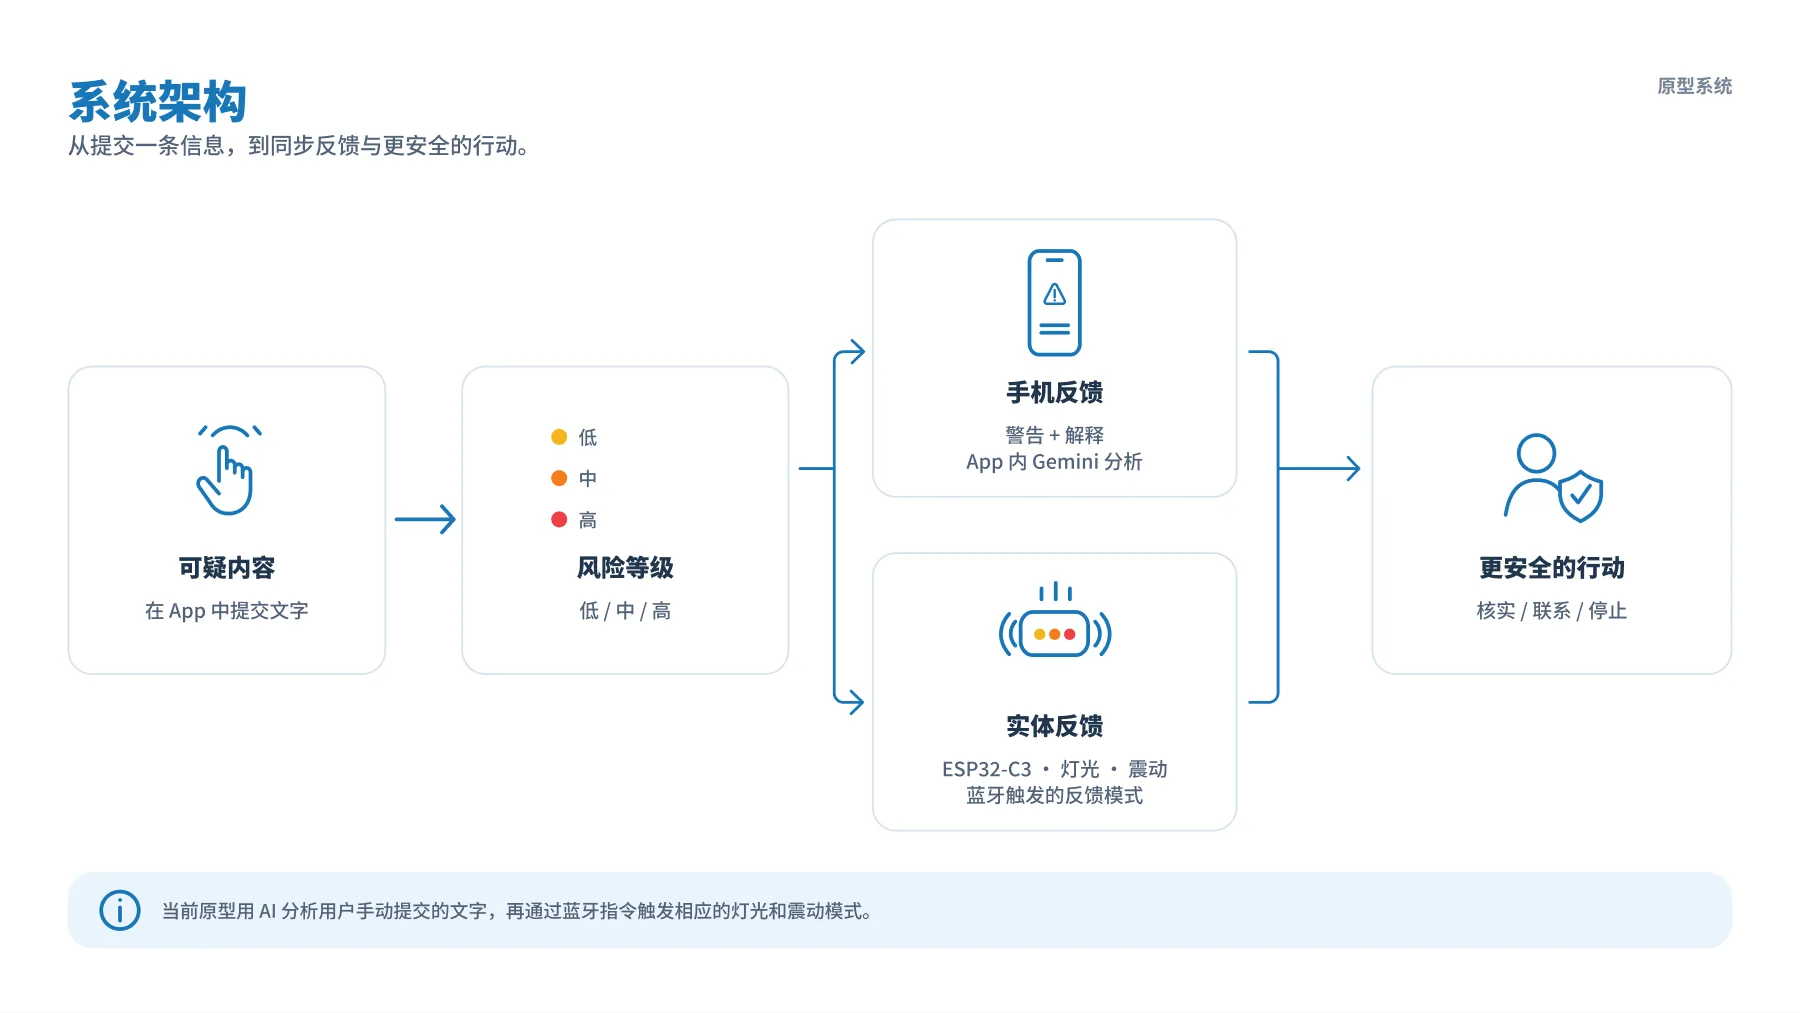 系统架构
原型系统
从提交一条信息，到同步反馈与更安全的行动。
可疑内容
在 App 中提交文字
低
中
高
风险等级
低 / 中 / 高
手机反馈
警告 + 解释
App 内 Gemini 分析
实体反馈
ESP32-C3 · 灯光 · 震动
蓝牙触发的反馈模式
更安全的行动
核实 / 联系 / 停止
当前原型用 AI 分析用户手动提交的文字，再通过蓝牙指令触发相应的灯光和震动模式。